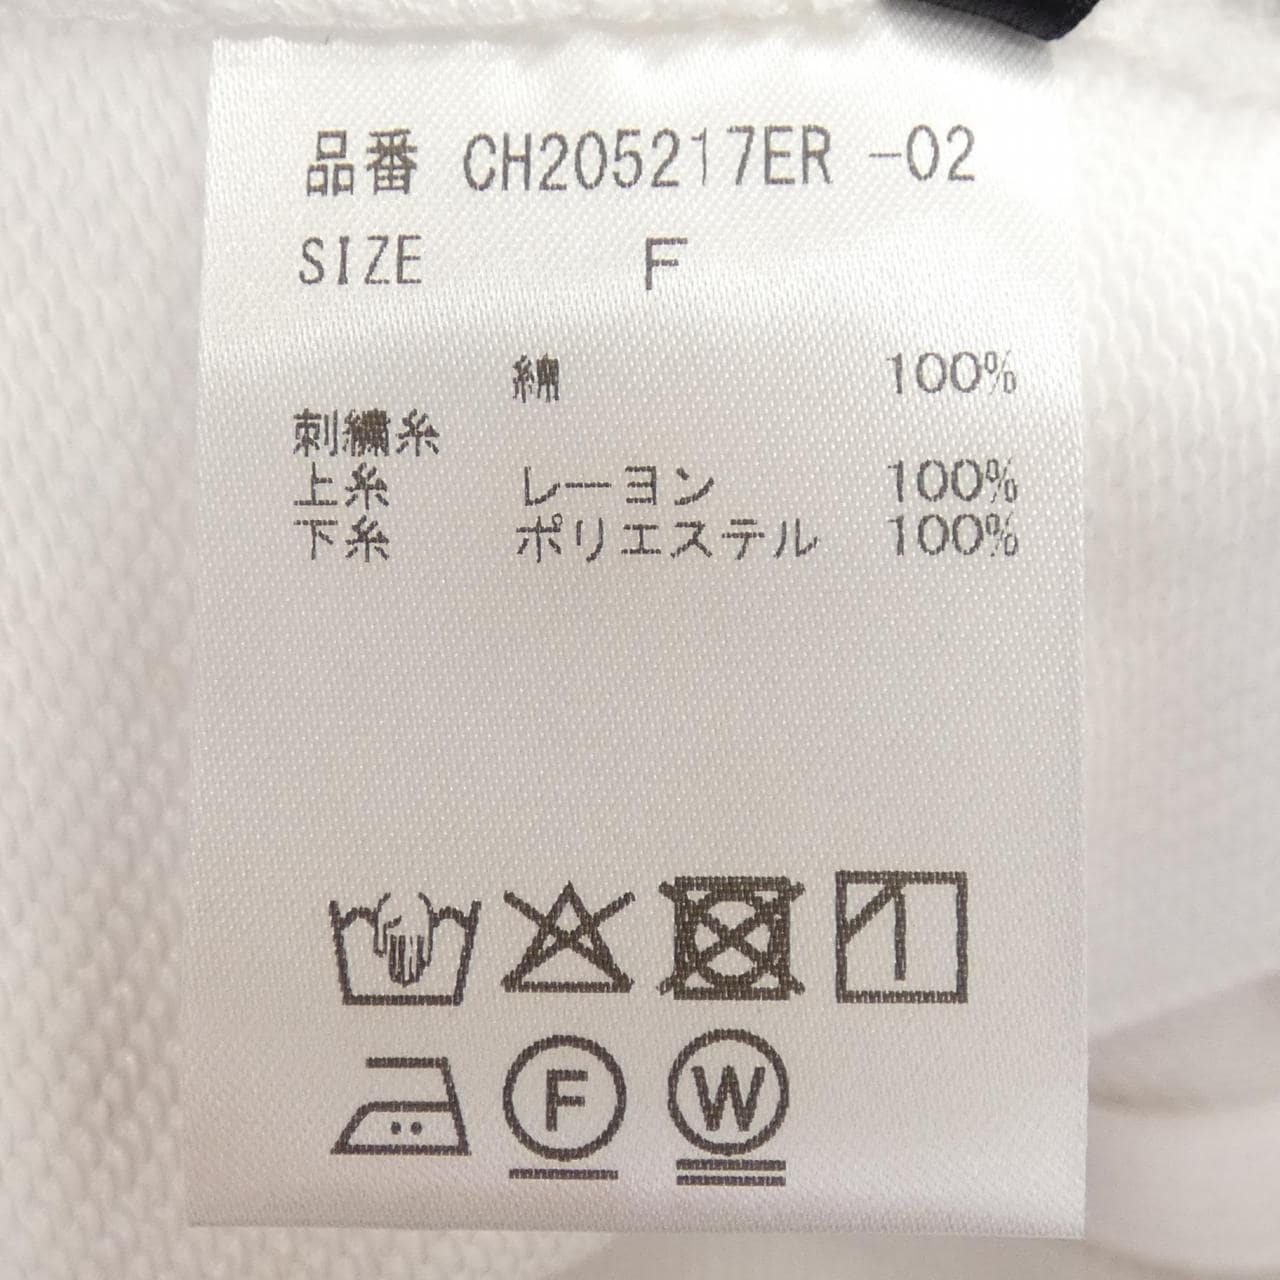 品番 CH205217ER -02
SIZE F
綿 100%
刺繍糸
上糸 レーヨン 100%
下糸 ポリエステル 100%
F
W